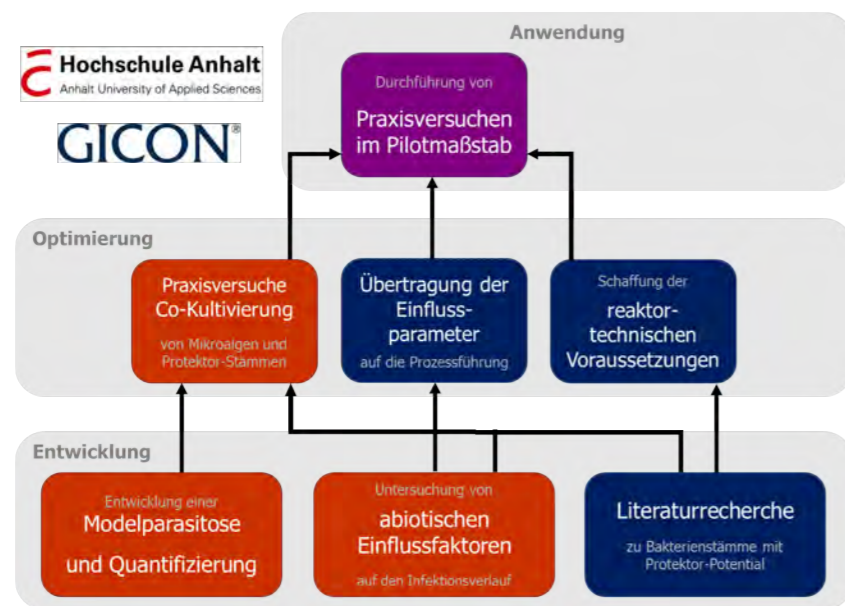 Hochschule Anhalt
Anhalt University of Applied Sciences
GICON®
Anwendung
Durchführung von
Praxisversuchen
im Pilotmaßstab
Optimierung
Praxisversuche
Co-Kultivierung
von Mikroalgen und
Protektor-Stämmen
Übertragung der
Einfluss-
parameter
auf die Prozessführung
Schaffung der
reaktor-
technischen
Voraussetzungen
Entwicklung
Entwicklung einer
Modelparasitose
und Quantifizierung
Untersuchung von
abiotischen
Einflussfaktoren
auf den Infektionsverlauf
Literaturrecherche
zu Bakterienstämme mit
Protektor-Potential